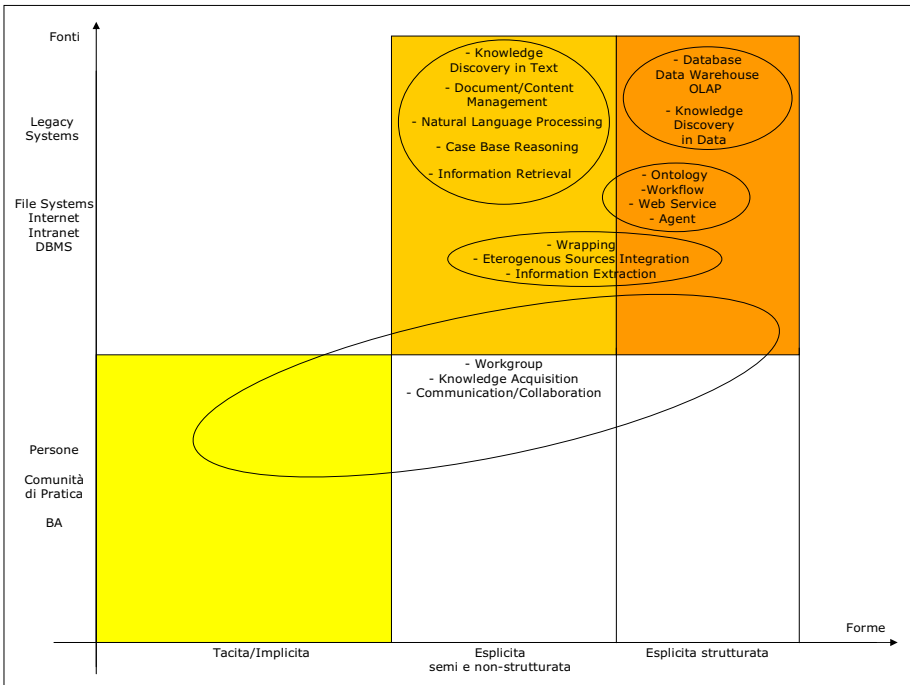 Fonti
Legacy
Systems
File Systems
Internet
Intranet
DBMS
Persone
Comunità
di Pratica
BA
- Knowledge
Discovery in Text
- Document/Content
Management
- Natural Language Processing
- Case Base Reasoning
- Information Retrieval
- Database
Data Warehouse
OLAP
- Knowledge
Discovery
in Data
- Ontology
-Workflow
- Web Service
- Agent
- Wrapping
- Eterogenous Sources Integration
- Information Extraction
- Workgroup
- Knowledge Acquisition
- Communication/Collaboration
Forme
Tacita/Implicita
Esplicita
semi e non-strutturata
Esplicita strutturata